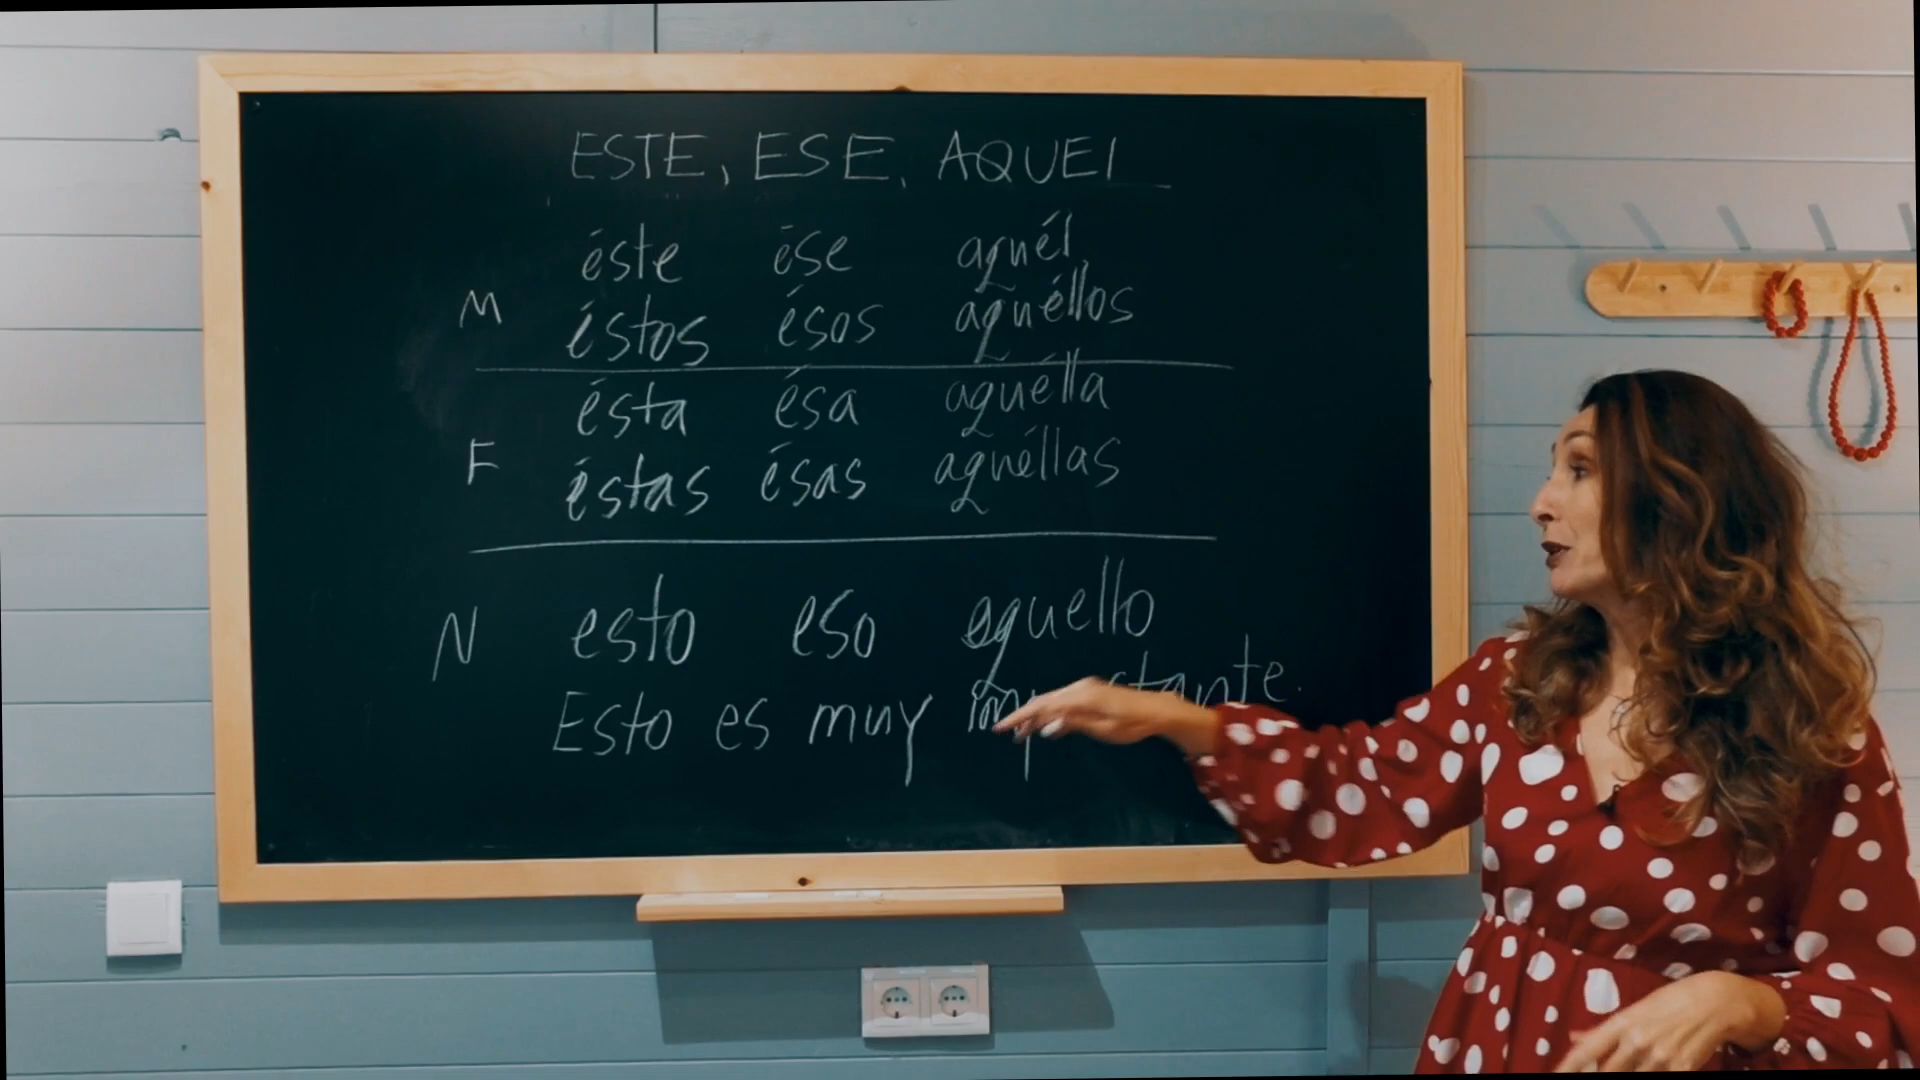 ESTE, ESE, AQUEL
éste ése aquél
M
éstos ésos aquéllos
ésta ésa aquélla
F
éstas ésas aquéllas
N esto eso aquello
Esto es muy